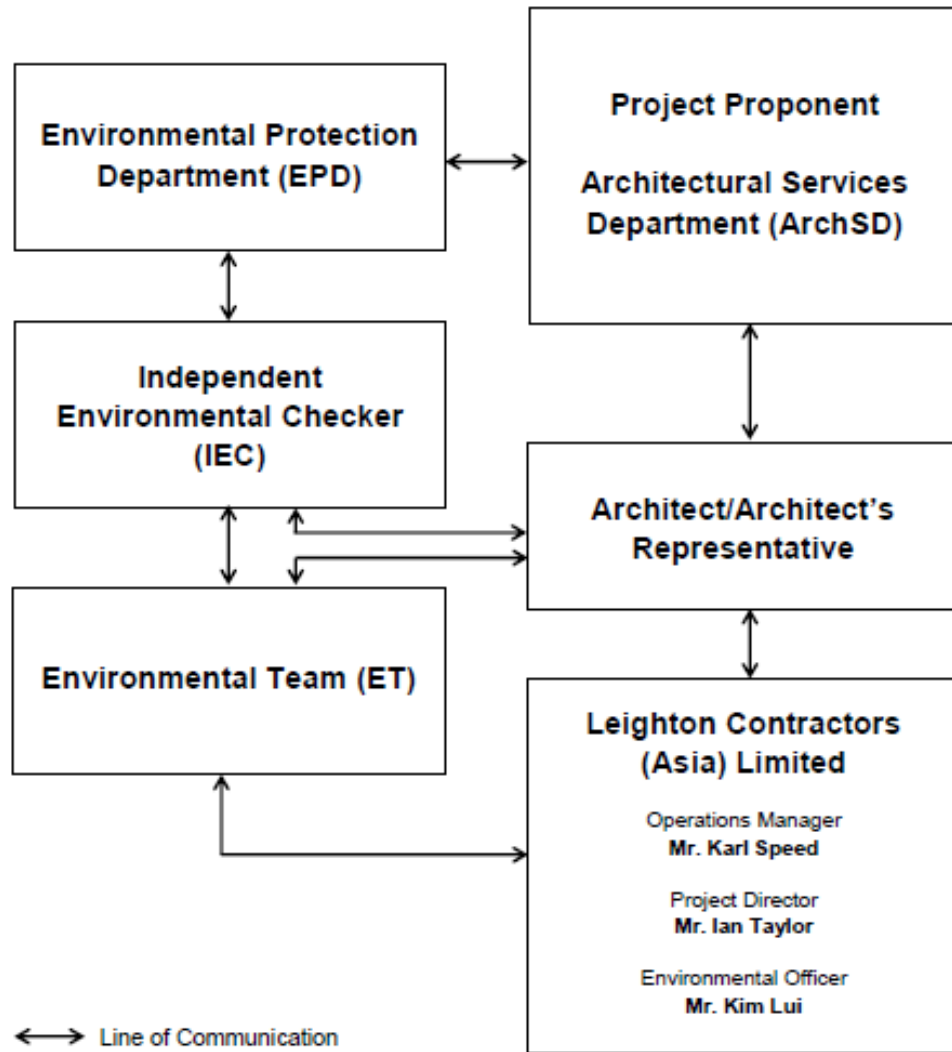 Environmental Protection
Department (EPD)
Project Proponent
Architectural Services
Department (ArchSD)
Independent
Environmental Checker
(IEC)
Architect/Architect's
Representative
Environmental Team (ET)
Leighton Contractors
(Asia) Limited
Operations Manager
Mr. Karl Speed
Project Director
Mr. Ian Taylor
Environmental Officer
Mr. Kim Lui
Line of Communication